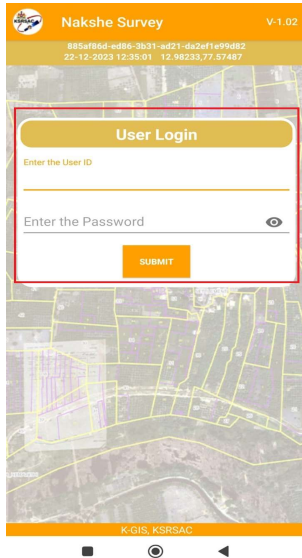 KSRSAC
Nakshe Survey
V-1.02
885af86d-ed86-3b31-ad21-da2ef1e99d82
22-12-2023 12:35:01 12.98233,77.57487
User Login
Enter the User ID
Enter the Password
SUBMIT
K-GIS, KSRSAC